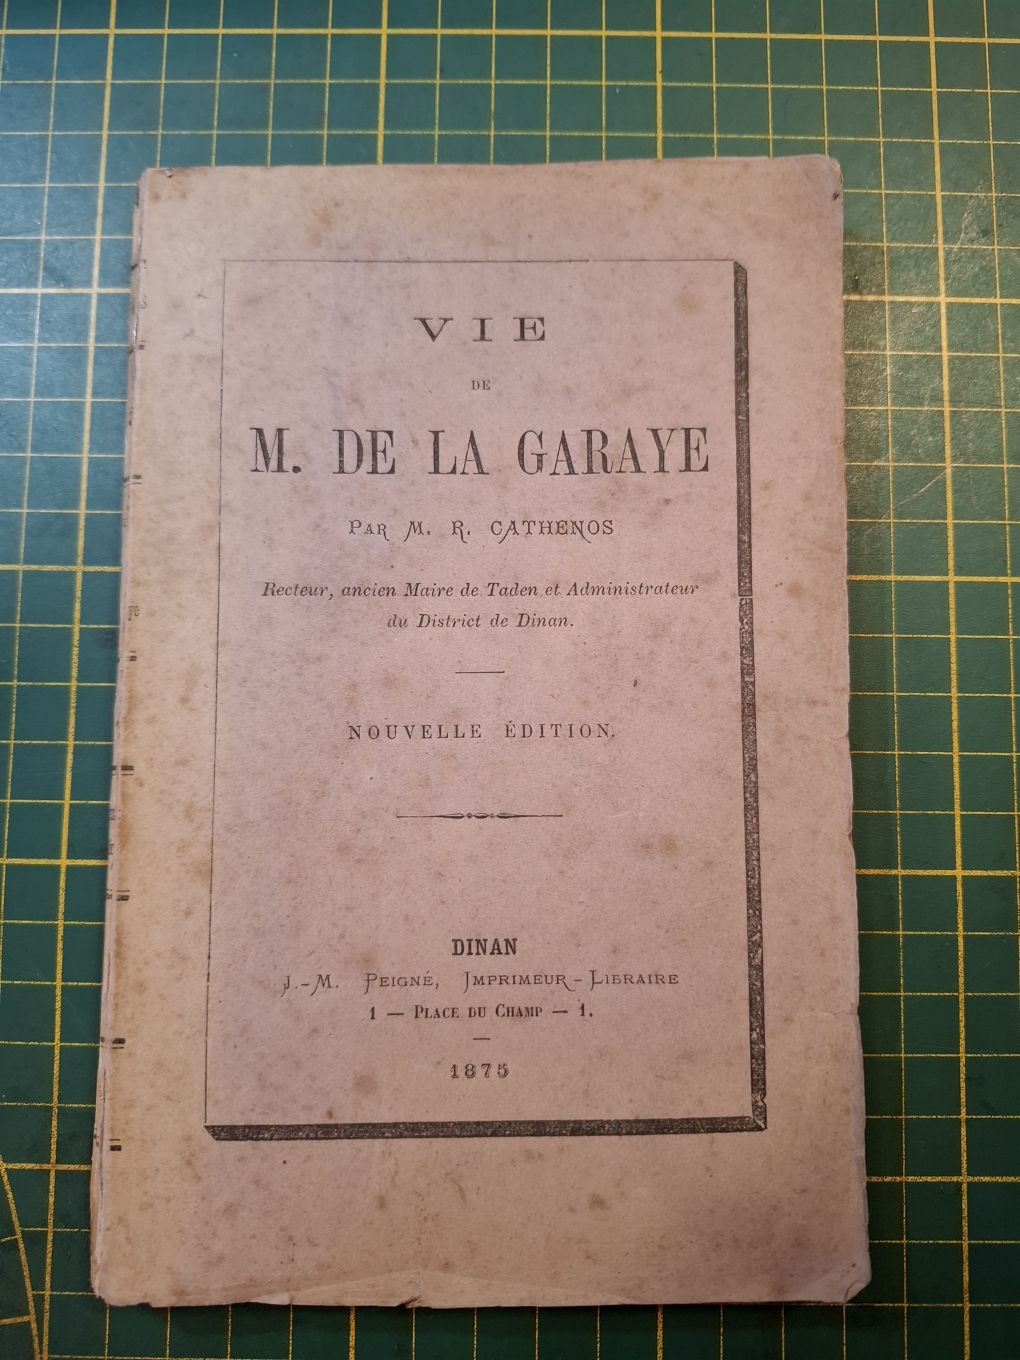 VIE
DE
M. DE LA GARAYE
PAR M. R. CATHENOS
Recteur, ancien Maire de Taden et Administrateur
du District de Dinan.
NOUVELLE ÉDITION.
DINAN
J.-M. PEIGNÉ, IMPRIMEUR-LIBRAIRE
1 — PLACE DU CHAMP — 1.
1875